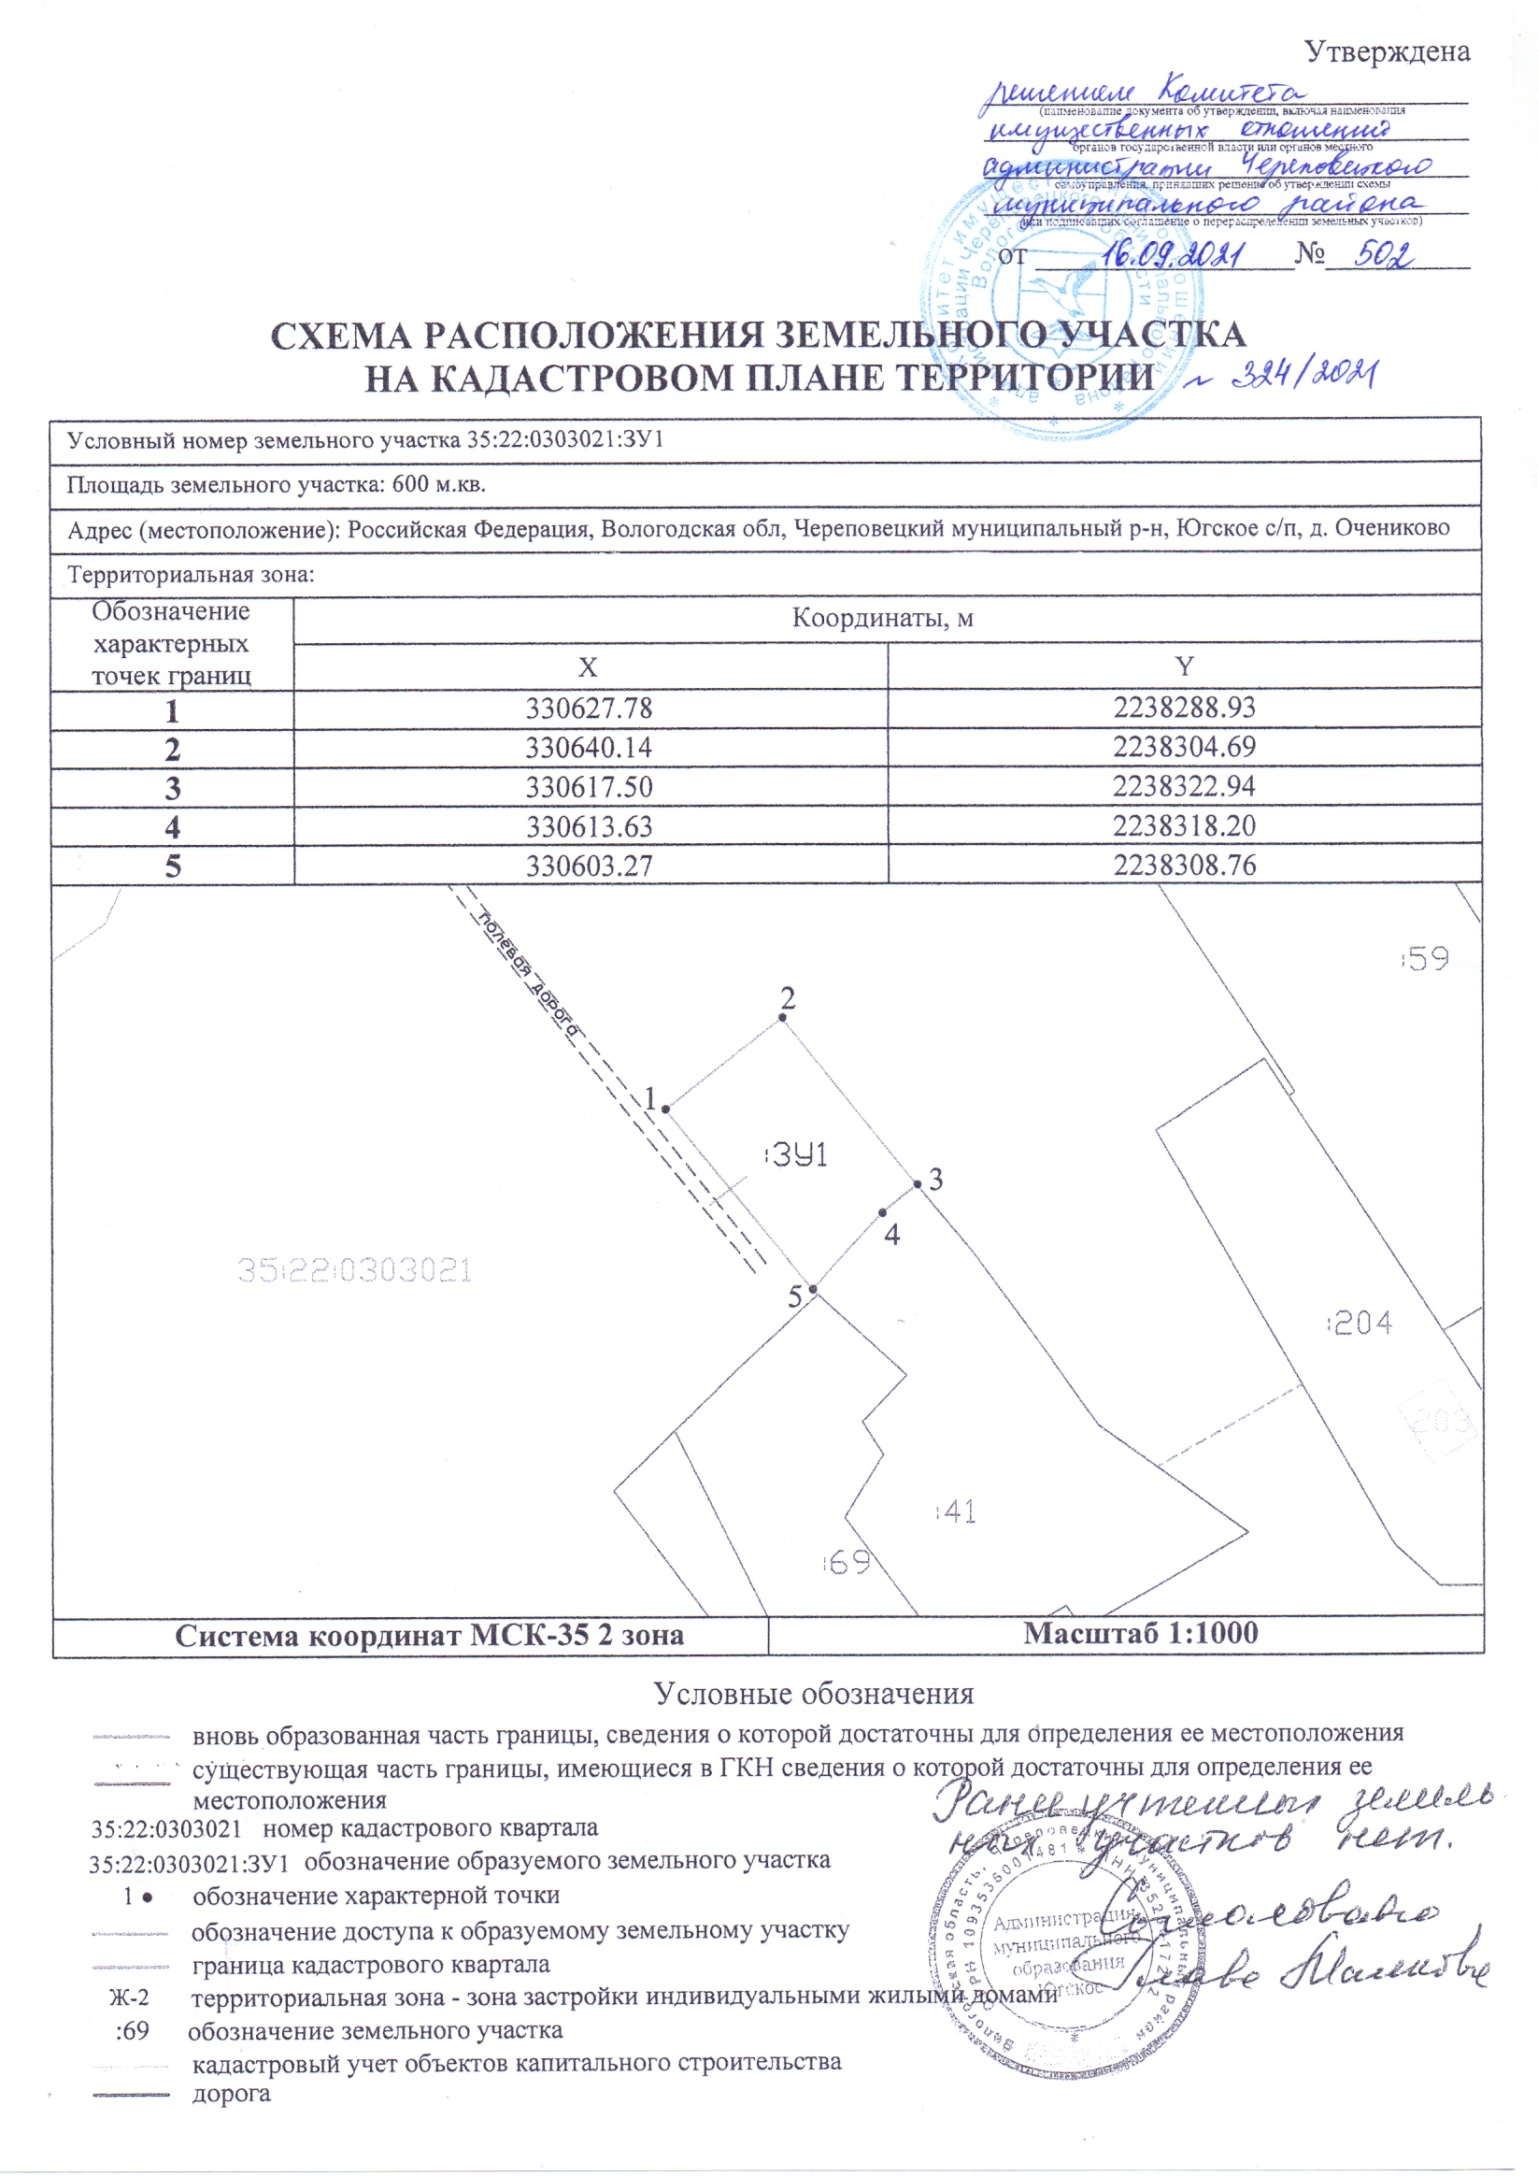 Утверждена
решением Комитета
(наименование документа об утверждении, включая наименования
имущественных отношений
органов государственной власти или органов местного
администрации Череповецкого
самоуправления, принявших решение об утверждении схемы
муниципального района
или подписавших соглашение о перераспределении земельных участков)
от 16.09.2021 № 502
СХЕМА РАСПОЛОЖЕНИЯ ЗЕМЕЛЬНОГО УЧАСТКА
НА КАДАСТРОВОМ ПЛАНЕ ТЕРРИТОРИИ 324/2021
Условный номер земельного участка 35:22:0303021:ЗУ1
Площадь земельного участка: 600 м.кв.
Адрес (местоположение): Российская Федерация, Вологодская обл, Череповецкий муниципальный р-н, Югское с/п, д. Очениково
Территориальная зона:
Обозначение
характерных
точек границ
Координаты, м
X Y
1 330627.78 2238288.93
2 330640.14 2238304.69
3 330617.50 2238322.94
4 330613.63 2238318.20
5 330603.27 2238308.76
полевая дорога
:59
2
1
:ЗУ1
3
4
35:22:0303021
5
:204
203
:41
:69
Система координат МСК-35 2 зона Масштаб 1:1000
Условные обозначения
вновь образованная часть границы, сведения о которой достаточны для определения ее местоположения
существующая часть границы, имеющиеся в ГКН сведения о которой достаточны для определения ее
местоположения
35:22:0303021 номер кадастрового квартала
35:22:0303021:ЗУ1 обозначение образуемого земельного участка
1 ● обозначение характерной точки
обозначение доступа к образуемому земельному участку
граница кадастрового квартала
Ж-2 территориальная зона - зона застройки индивидуальными жилыми домами
:69 обозначение земельного участка
кадастровый учет объектов капитального строительства
дорога
Ранее учтенных земель
ных участков нет.
Согласовано
Глава
Администрация
муниципального
образования
Югское